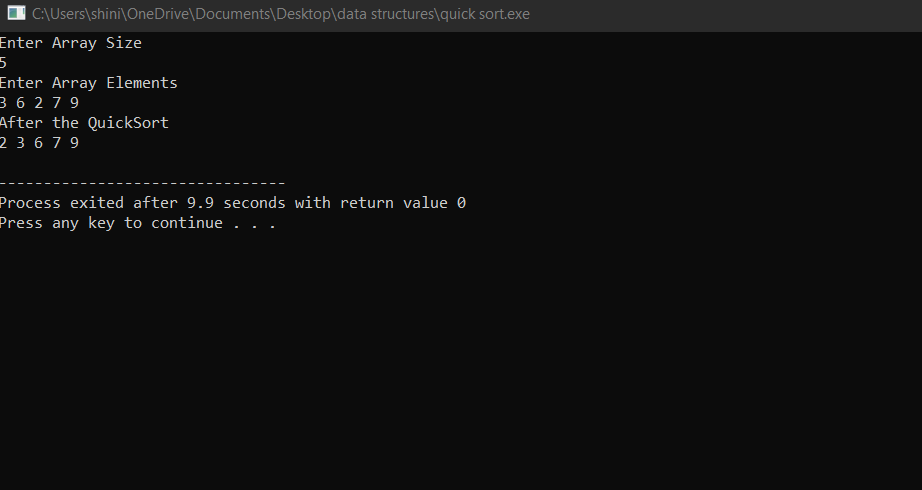 C:\Users\shini\OneDrive\Documents\Desktop\data structures\quick sort.exe
Enter Array Size
5
Enter Array Elements
3 6 2 7 9
After the QuickSort
2 3 6 7 9
--------------------------------
Process exited after 9.9 seconds with return value 0
Press any key to continue . . .